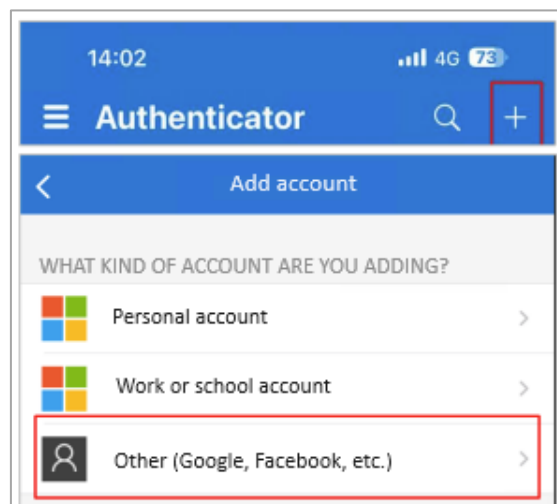 14:02 4G 73
Authenticator
Add account
WHAT KIND OF ACCOUNT ARE YOU ADDING?
Personal account
Work or school account
Other (Google, Facebook, etc.)